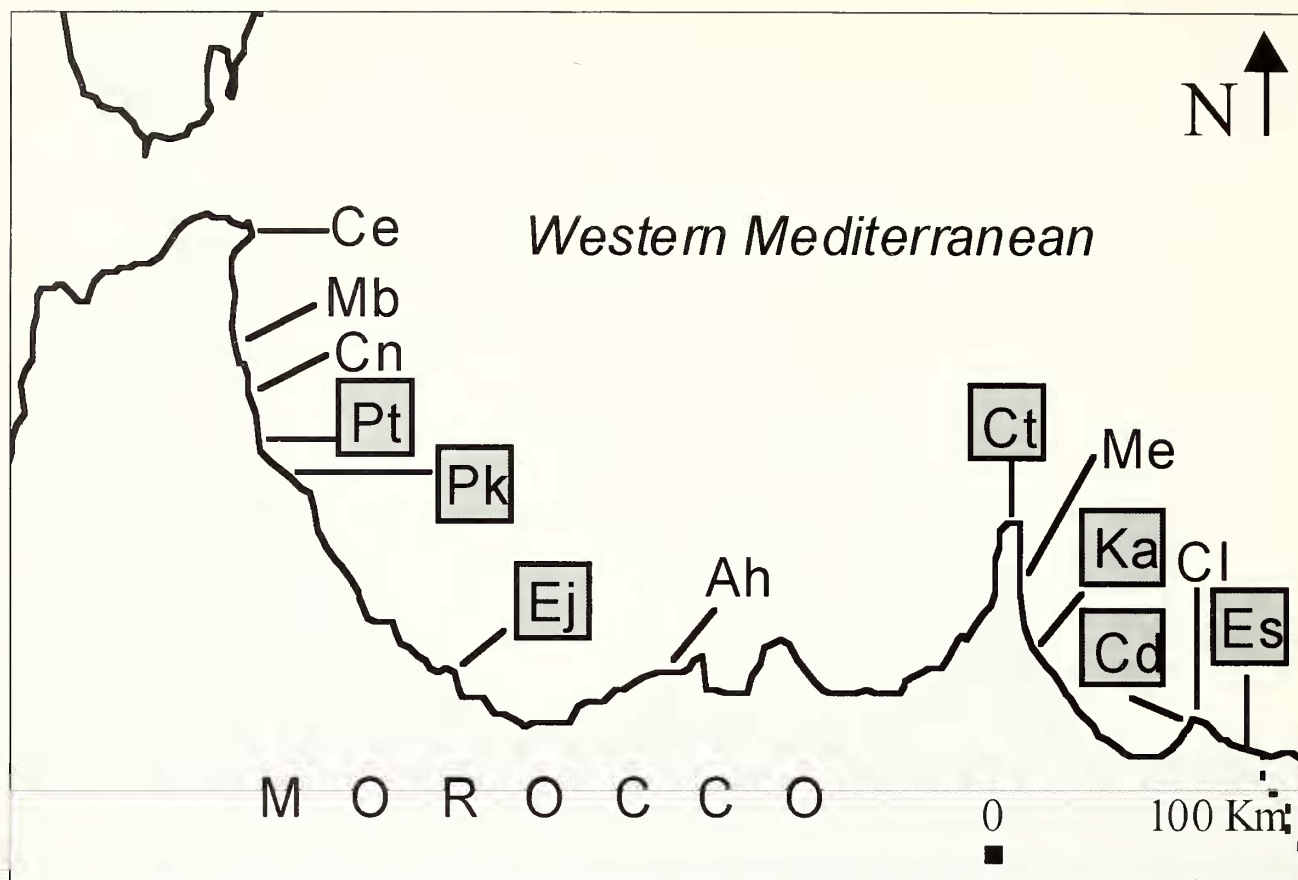 N
Ce
Western Mediterranean
Mb
Cn
Pt
Ct
Me
Pk
Ka
Cl
Ej
Ah
Es
Cd
M O R O C C O
0
100 Km